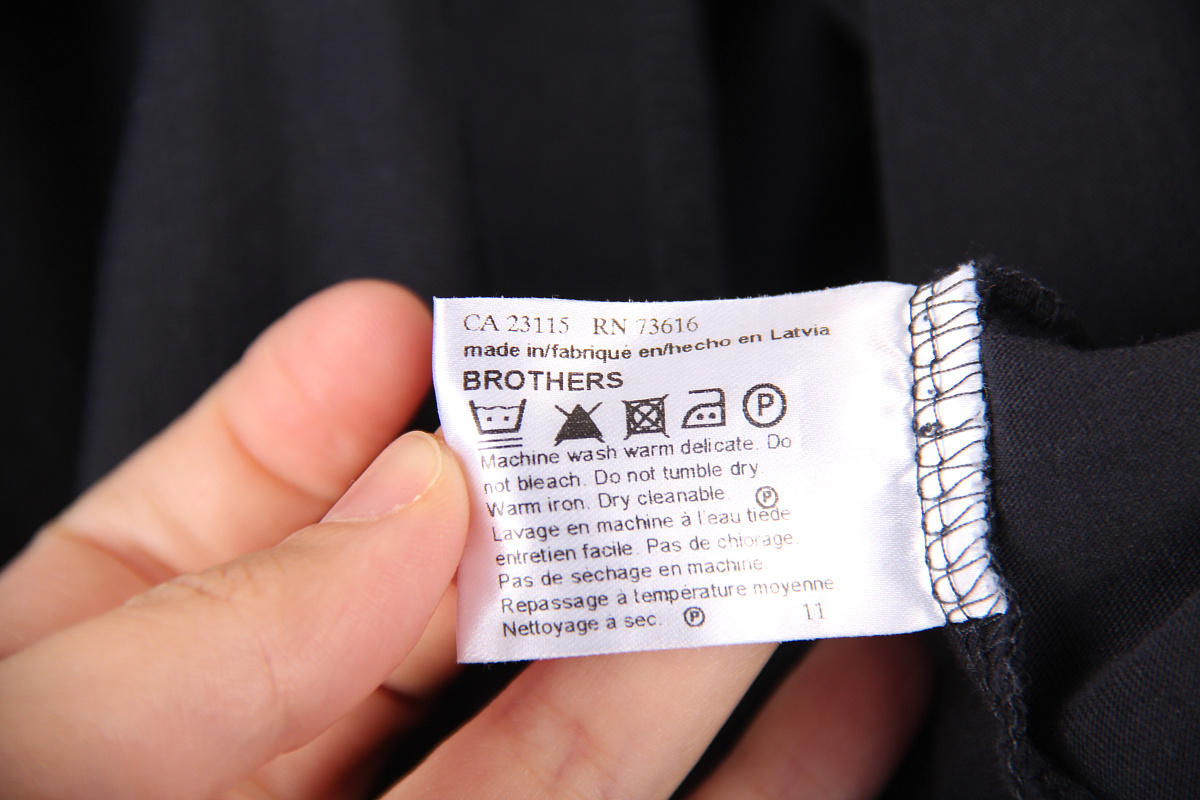 CA 23115 RN 73616
made in/fabriqué en/hecho en Latvia
BROTHERS
P
Machine wash warm delicate. Do
not bleach. Do not tumble dry.
Warm iron. Dry cleanable. P
Lavage en machine à l'eau tiède
entretien facile. Pas de chlorage.
Pas de sèchage en machine
Repassage à température moyenne
Nettoyage à sec. P 11